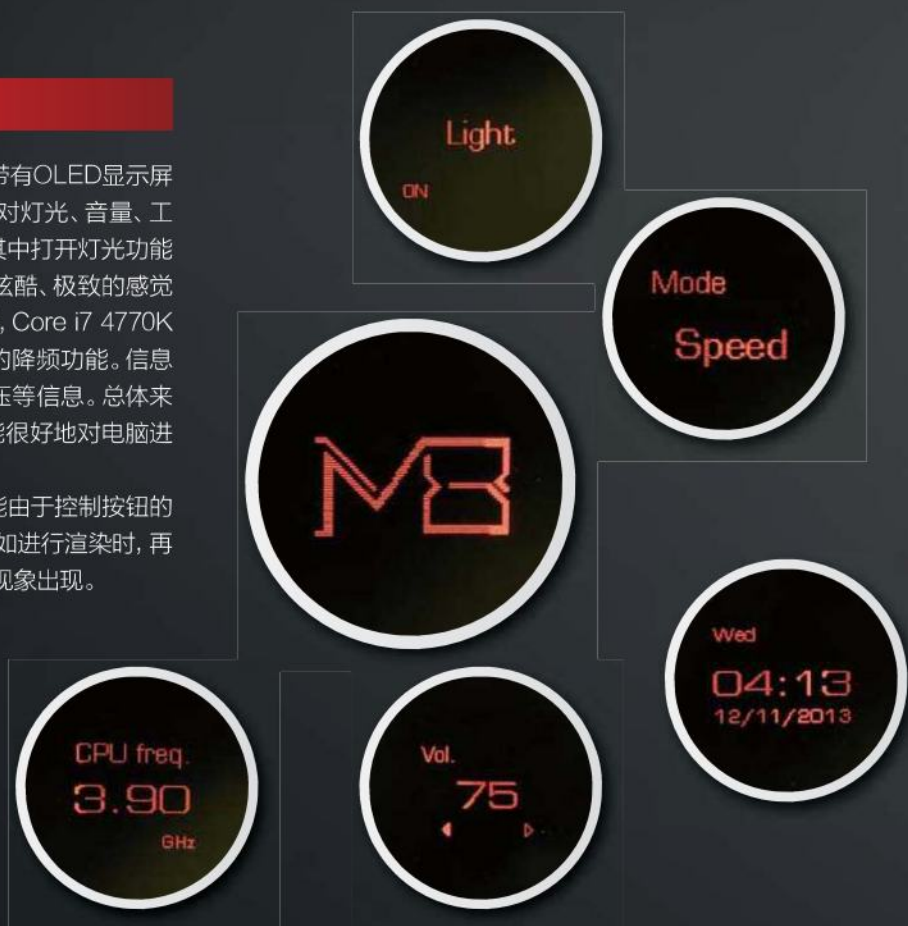 带有OLED显示屏
对灯光、音量、工
其中打开灯光功能
炫酷、极致的感觉
, Core i7 4770K
的降频功能。信息
压等信息。总体来
能很好地对电脑进
能由于控制按钮的
如进行渲染时, 再
现象出现。
Light
ON
Mode
Speed
M8
Wed
04:13
12/11/2013
CPU freq.
3.90
GHz
Vol.
75